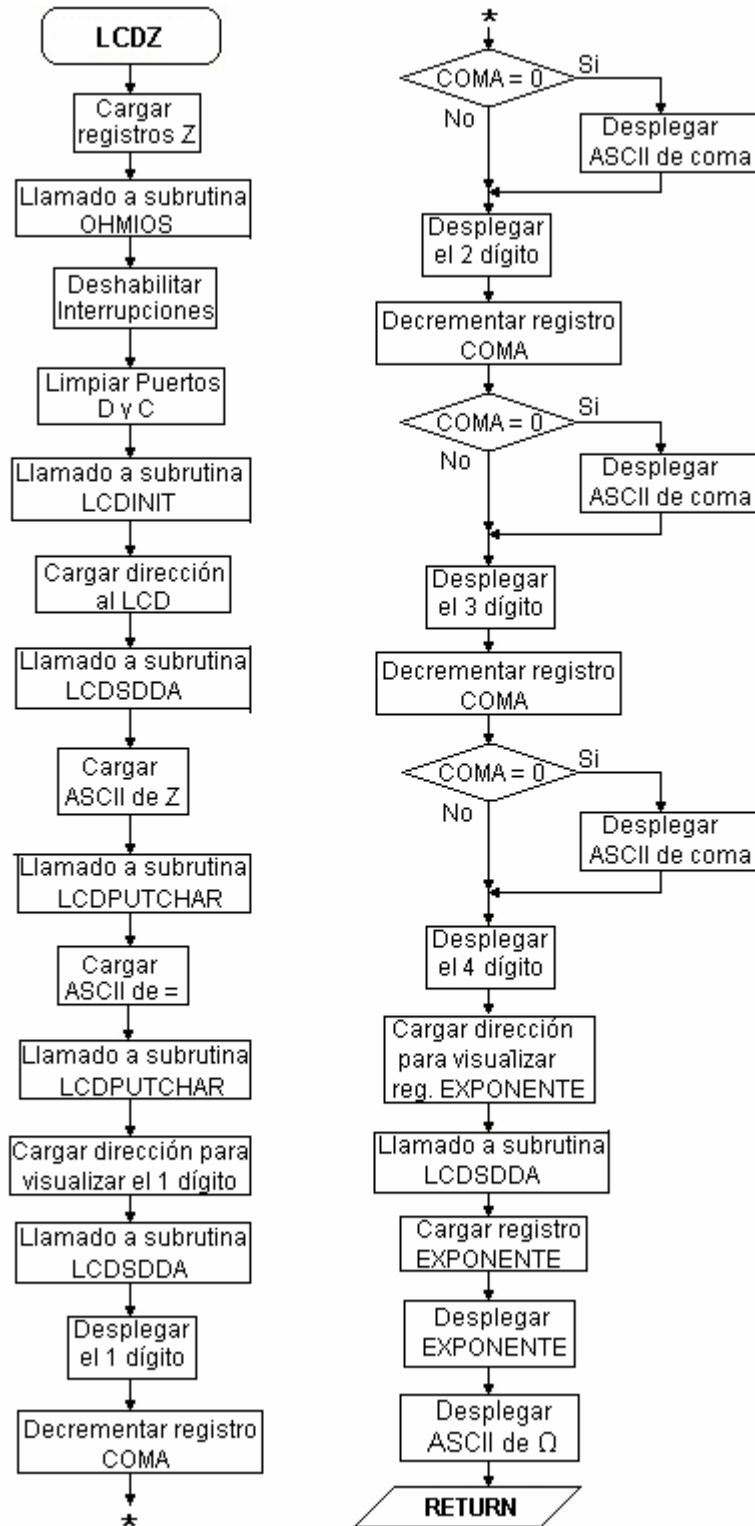 LCDZ
Cargar
registros Z
Llamado a subrutina
OHMIOS
Deshabilitar
Interrupciones
Limpiar Puertos
D y C
Llamado a subrutina
LCDINIT
Cargar dirección
al LCD
Llamado a subrutina
LCDSDDA
Cargar
ASCII de Z
Llamado a subrutina
LCDPUTCHAR
Cargar
ASCII de =
Llamado a subrutina
LCDPUTCHAR
Cargar dirección para
visualizar el 1 dígito
Llamado a subrutina
LCDSDDA
Desplegar
el 1 dígito
Decrementar registro
COMA
*
*
COMA = 0
Si
No
Desplegar
ASCII de coma
Desplegar
el 2 dígito
Decrementar registro
COMA
COMA = 0
Si
No
Desplegar
ASCII de coma
Desplegar
el 3 dígito
Decrementar registro
COMA
COMA = 0
Si
No
Desplegar
ASCII de coma
Desplegar
el 4 dígito
Cargar dirección
para visualizar
reg. EXPONENTE
Llamado a subrutina
LCDSDDA
Cargar registro
EXPONENTE
Desplegar
EXPONENTE
Desplegar
ASCII de Ω
RETURN